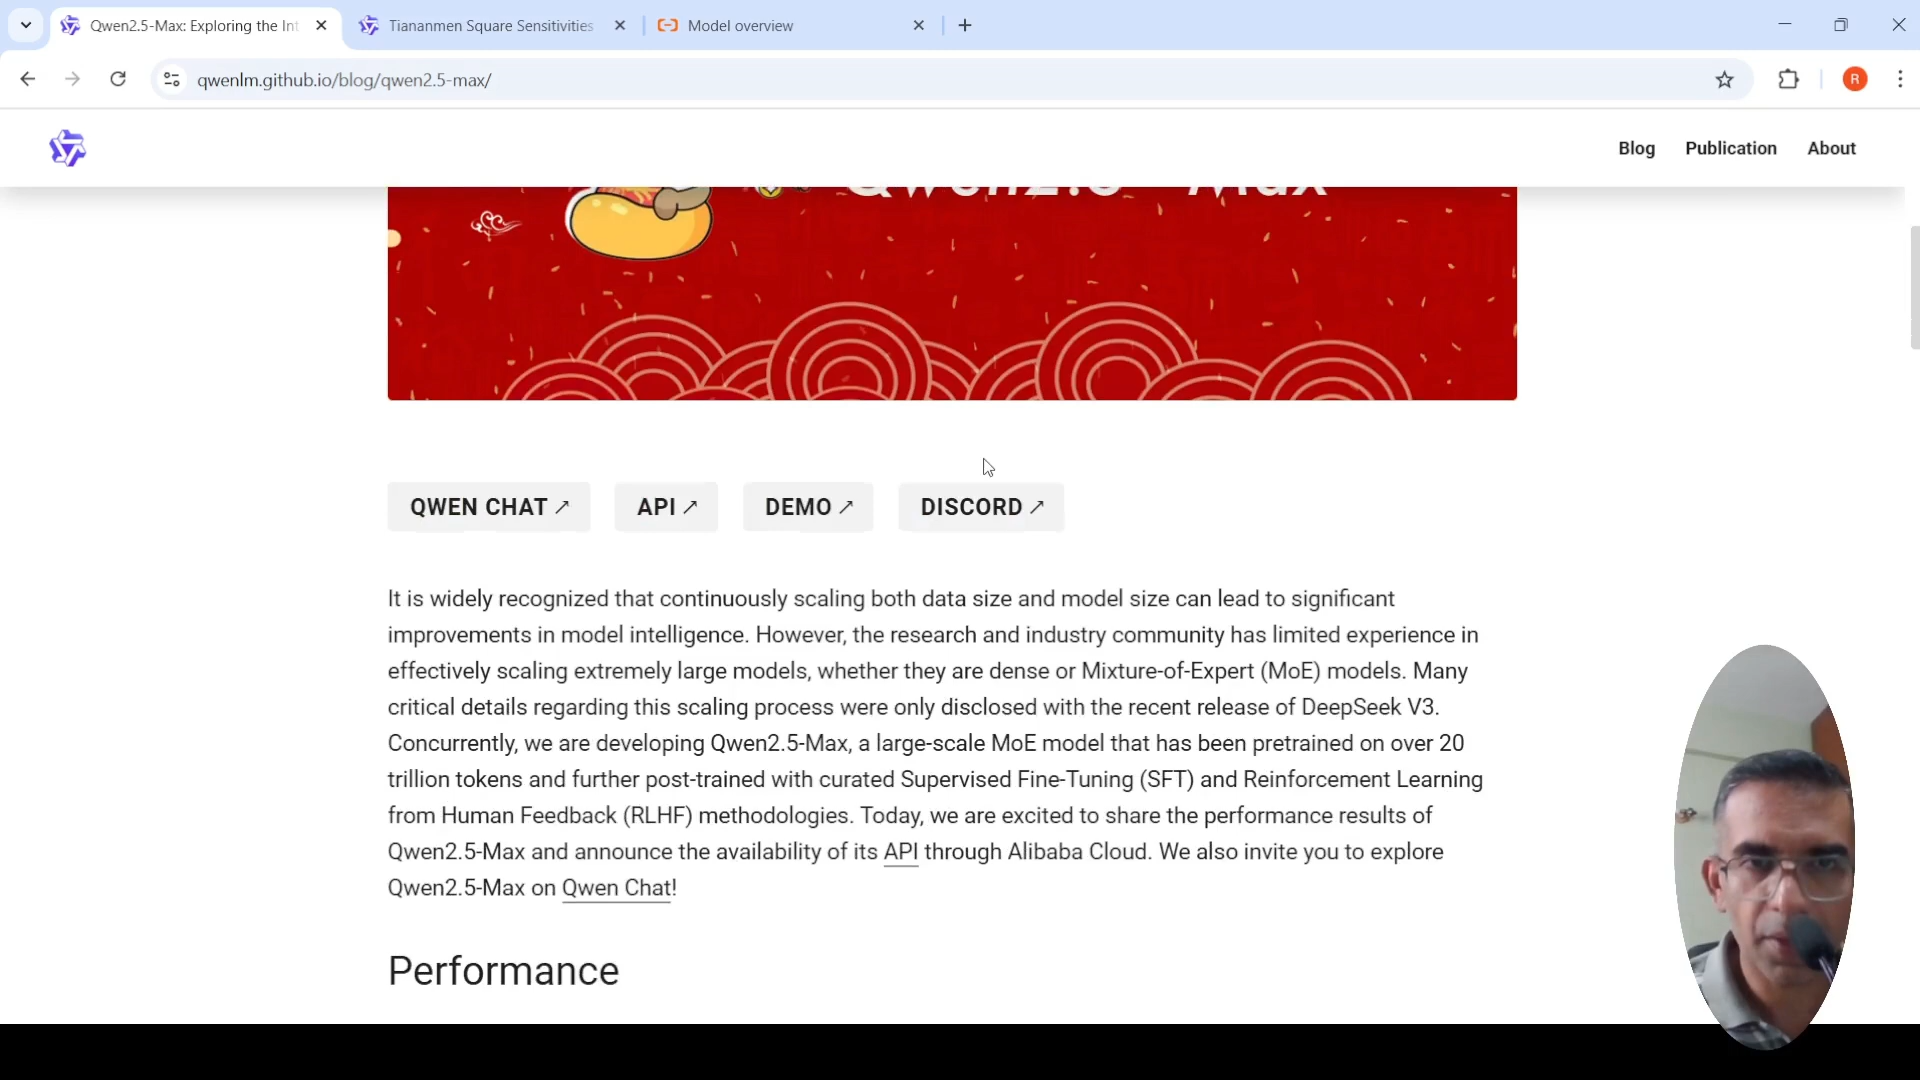 Qwen2.5-Max: Exploring the Int
Tiananmen Square Sensitivities
Model overview
qwenlm.github.io/blog/qwen2.5-max/
R
Blog
Publication
About
Qwen2.5 Max
QWEN CHAT ↗
API ↗
DEMO ↗
DISCORD ↗
It is widely recognized that continuously scaling both data size and model size can lead to significant
improvements in model intelligence. However, the research and industry community has limited experience in
effectively scaling extremely large models, whether they are dense or Mixture-of-Expert (MoE) models. Many
critical details regarding this scaling process were only disclosed with the recent release of DeepSeek V3.
Concurrently, we are developing Qwen2.5-Max, a large-scale MoE model that has been pretrained on over 20
trillion tokens and further post-trained with curated Supervised Fine-Tuning (SFT) and Reinforcement Learning
from Human Feedback (RLHF) methodologies. Today, we are excited to share the performance results of
Qwen2.5-Max and announce the availability of its API through Alibaba Cloud. We also invite you to explore
Qwen2.5-Max on Qwen Chat!
Performance